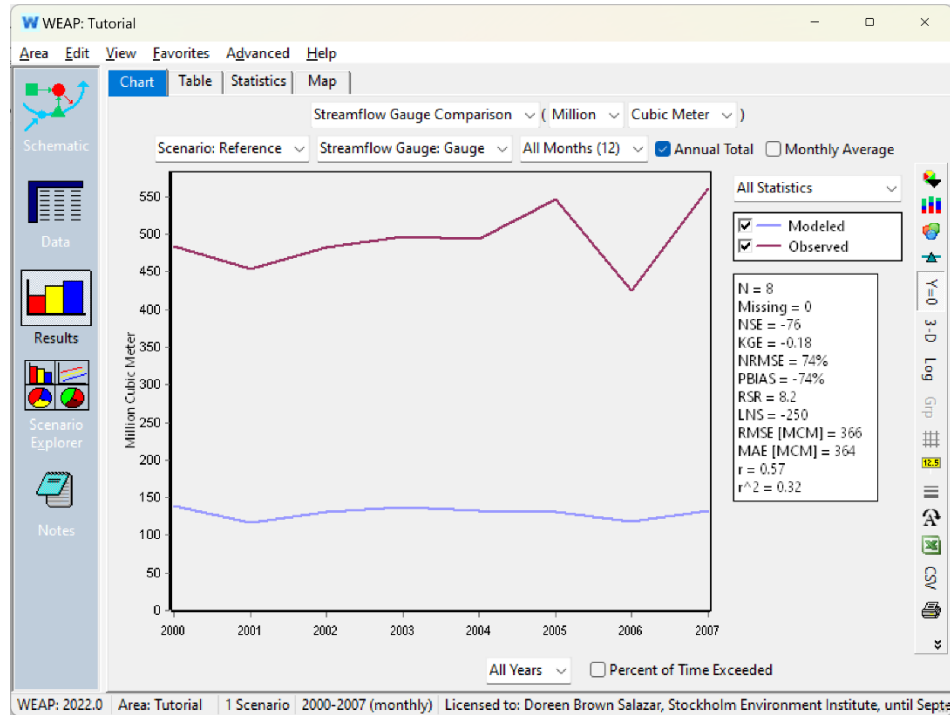 WEAP: Tutorial
Area Edit View Favorites Advanced Help
Chart Table Statistics Map
Streamflow Gauge Comparison ( Million Cubic Meter )
Scenario: Reference Streamflow Gauge: Gauge All Months (12) Annual Total Monthly Average
Schematic
Data
Results
Scenario
Explorer
Notes
Million Cubic Meter
550
500
450
400
350
300
250
200
150
100
50
0
2000 2001 2002 2003 2004 2005 2006 2007
All Statistics
Modeled
Observed
N = 8
Missing = 0
NSE = -76
KGE = -0.18
NRMSE = 74%
PBIAS = -74%
RSR = 8.2
LNS = -250
RMSE [MCM] = 366
MAE [MCM] = 364
r = 0.57
r^2 = 0.32
Y=0
3-D
Log
Grp
12.5
CSV
All Years Percent of Time Exceeded
WEAP: 2022.0 Area: Tutorial 1 Scenario 2000-2007 (monthly) Licensed to: Doreen Brown Salazar, Stockholm Environment Institute, until